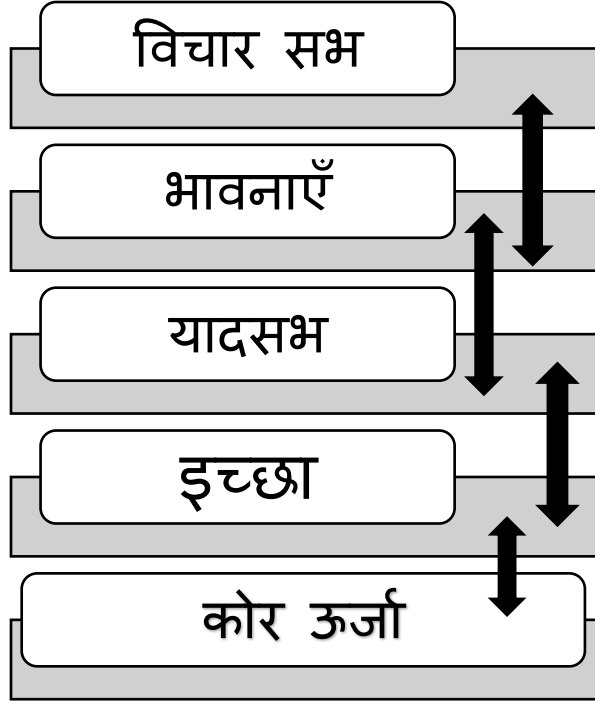 विचार सभ
भावनाएँ
यादसभ
इच्छा
कोर ऊर्जा